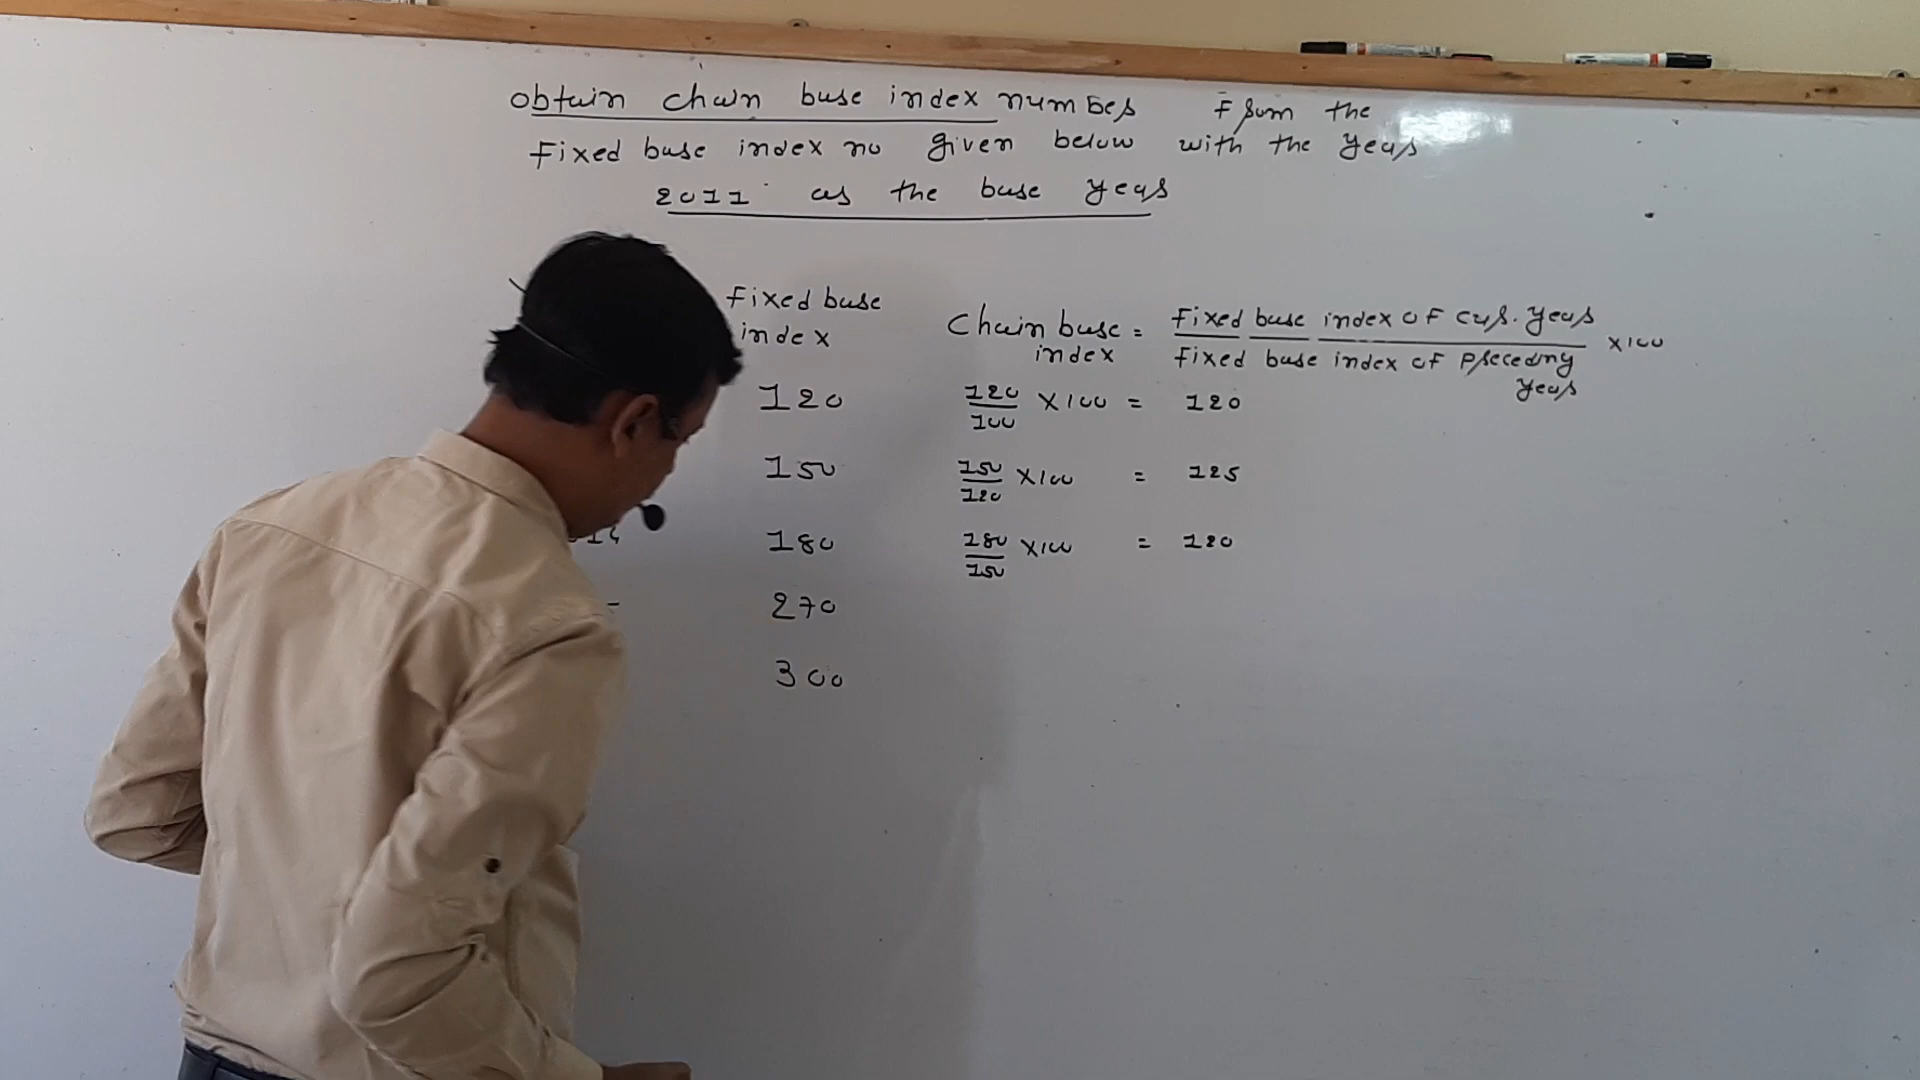 obtain chain base index number From the
Fixed base index no given below with the year
2011 as the base year
Fixed base
index
Chain base = Fixed base index of cur. year
index Fixed base index of preceding ×100
year
120 120/100 ×100 = 120
150 150/120 ×100 = 125
180 180/150 ×100 = 120
270
300